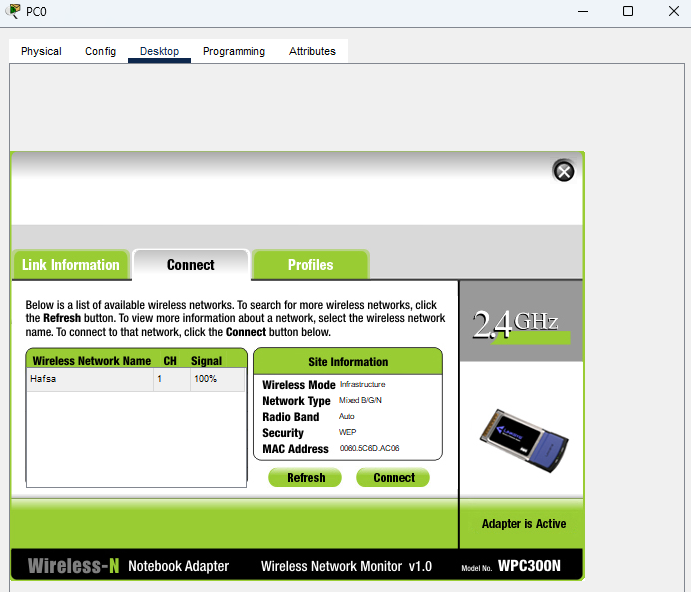 PC0
Physical Config Desktop Programming Attributes
Link Information Connect Profiles
Below is a list of available wireless networks. To search for more wireless networks, click
the Refresh button. To view more information about a network, select the wireless network
name. To connect to that network, click the Connect button below.
2.4GHz
Wireless Network Name CH Signal
Hafsa 1 100%
Site Information
Wireless Mode Infrastructure
Network Type Mixed B/G/N
Radio Band Auto
Security WEP
MAC Address 0060.5C6D.AC06
Refresh Connect
Adapter is Active
Wireless-N Notebook Adapter Wireless Network Monitor v1.0 Model No. WPC300N